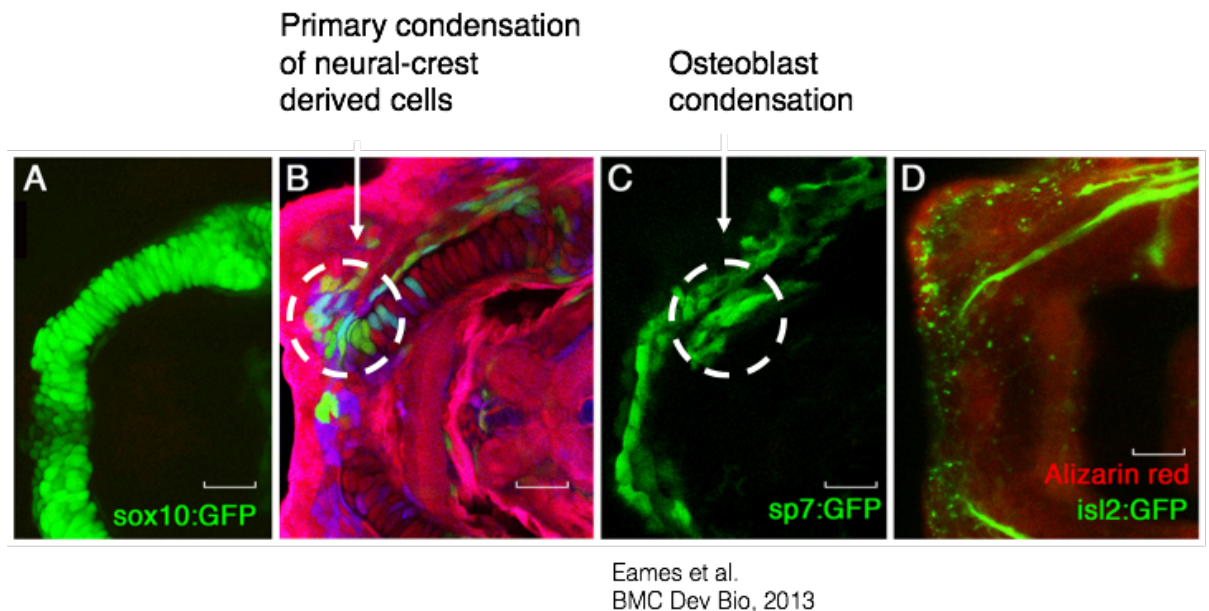 Primary condensation
of neural-crest
derived cells
Osteoblast
condensation
A
B
C
D
sox10:GFP
sp7:GFP
Alizarin red
isl2:GFP
Eames et al.
BMC Dev Bio, 2013